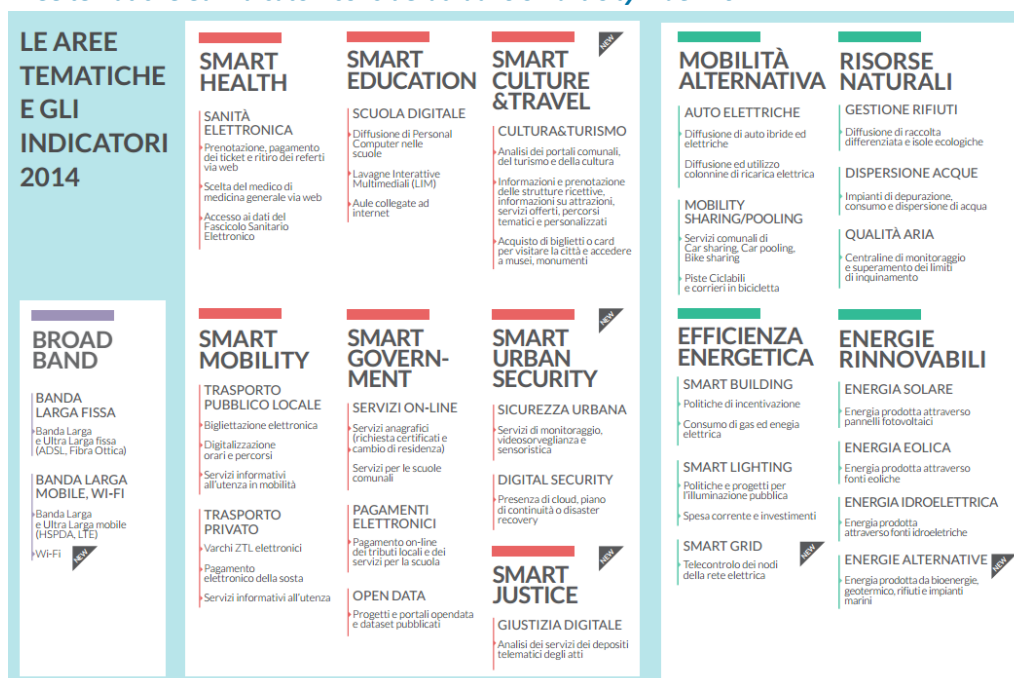 LE AREE
TEMATICHE
E GLI
INDICATORI
2014
BROAD
BAND
BANDA
LARGA FISSA
Banda Larga
e Ultra Larga fissa
(ADSL, Fibra Ottica)
BANDA LARGA
MOBILE, WI-FI
Banda Larga
e Ultra Larga mobile
(HSPDA, LTE)
Wi-Fi
NEW
SMART
HEALTH
SANITÀ
ELETTRONICA
Prenotazione, pagamento
dei ticket e ritiro dei referti
via web
Scelta del medico di
medicina generale via web
Accesso ai dati del
Fascicolo Sanitario
Elettronico
SMART
EDUCATION
SCUOLA DIGITALE
Diffusione di Personal
Computer nelle
scuole
Lavagne Interattive
Multimediali (LIM)
Aule collegate ad
internet
NEW
SMART
CULTURE
&TRAVEL
CULTURA&TURISMO
Analisi dei portali comunali,
del turismo e della cultura
Informazioni e prenotazione
delle strutture ricettive,
informazioni su attrazioni,
servizi offerti, percorsi
tematici e personalizzati
Acquisto di biglietti o card
per visitare la città e accedere
a musei, monumenti
SMART
MOBILITY
TRASPORTO
PUBBLICO LOCALE
Bigliettazione elettronica
Digitalizzazione
orari e percorsi
Servizi informativi
all'utenza in mobilità
TRASPORTO
PRIVATO
Varchi ZTL elettronici
Pagamento
elettronico della sosta
Servizi informativi all'utenza
SMART
GOVERN-
MENT
SERVIZI ON-LINE
Servizi anagrafici
(richiesta certificati e
cambio di residenza)
Servizi per le scuole
comunali
PAGAMENTI
ELETTRONICI
Pagamento on-line
dei tributi locali e dei
servizi per la scuola
OPEN DATA
Progetti e portali opendata
e dataset pubblicati
NEW
SMART
URBAN
SECURITY
SICUREZZA URBANA
Servizi di monitoraggio,
videosorveglianza e
sensoristica
DIGITAL SECURITY
Presenza di cloud, piano
di continuità o disaster
recovery
NEW
SMART
JUSTICE
GIUSTIZIA DIGITALE
Analisi dei servizi dei depositi
telematici degli atti
MOBILITÀ
ALTERNATIVA
AUTO ELETTRICHE
Diffusione di auto ibride ed
elettriche
Diffusione ed utilizzo
colonnine di ricarica elettrica
MOBILITY
SHARING/POOLING
Servizi comunali di
Car sharing, Car pooling,
Bike sharing
Piste Ciclabili
e corrieri in bicicletta
RISORSE
NATURALI
GESTIONE RIFIUTI
Diffusione di raccolta
differenziata e isole ecologiche
DISPERSIONE ACQUE
Impianti di depurazione,
consumo e dispersione di acqua
QUALITÀ ARIA
Centraline di monitoraggio
e superamento dei limiti
di inquinamento
EFFICIENZA
ENERGETICA
SMART BUILDING
Politiche di incentivazione
Consumo di gas ed enegia
elettrica
SMART LIGHTING
Politiche e progetti per
l'illuminazione pubblica
Spesa corrente e investimenti
SMART GRID
NEW
Telecontrolo dei nodi
della rete elettrica
ENERGIE
RINNOVABILI
ENERGIA SOLARE
Energia prodotta attraverso
pannelli fotovoltaici
ENERGIA EOLICA
Energia prodotta attraverso
fonti eoliche
ENERGIA IDROELETTRICA
Energia prodotta
attraverso fonti idroeletriche
ENERGIE ALTERNATIVE
NEW
Energia prodotta da bioenergie,
geotermico, rifiuti e impianti
marini